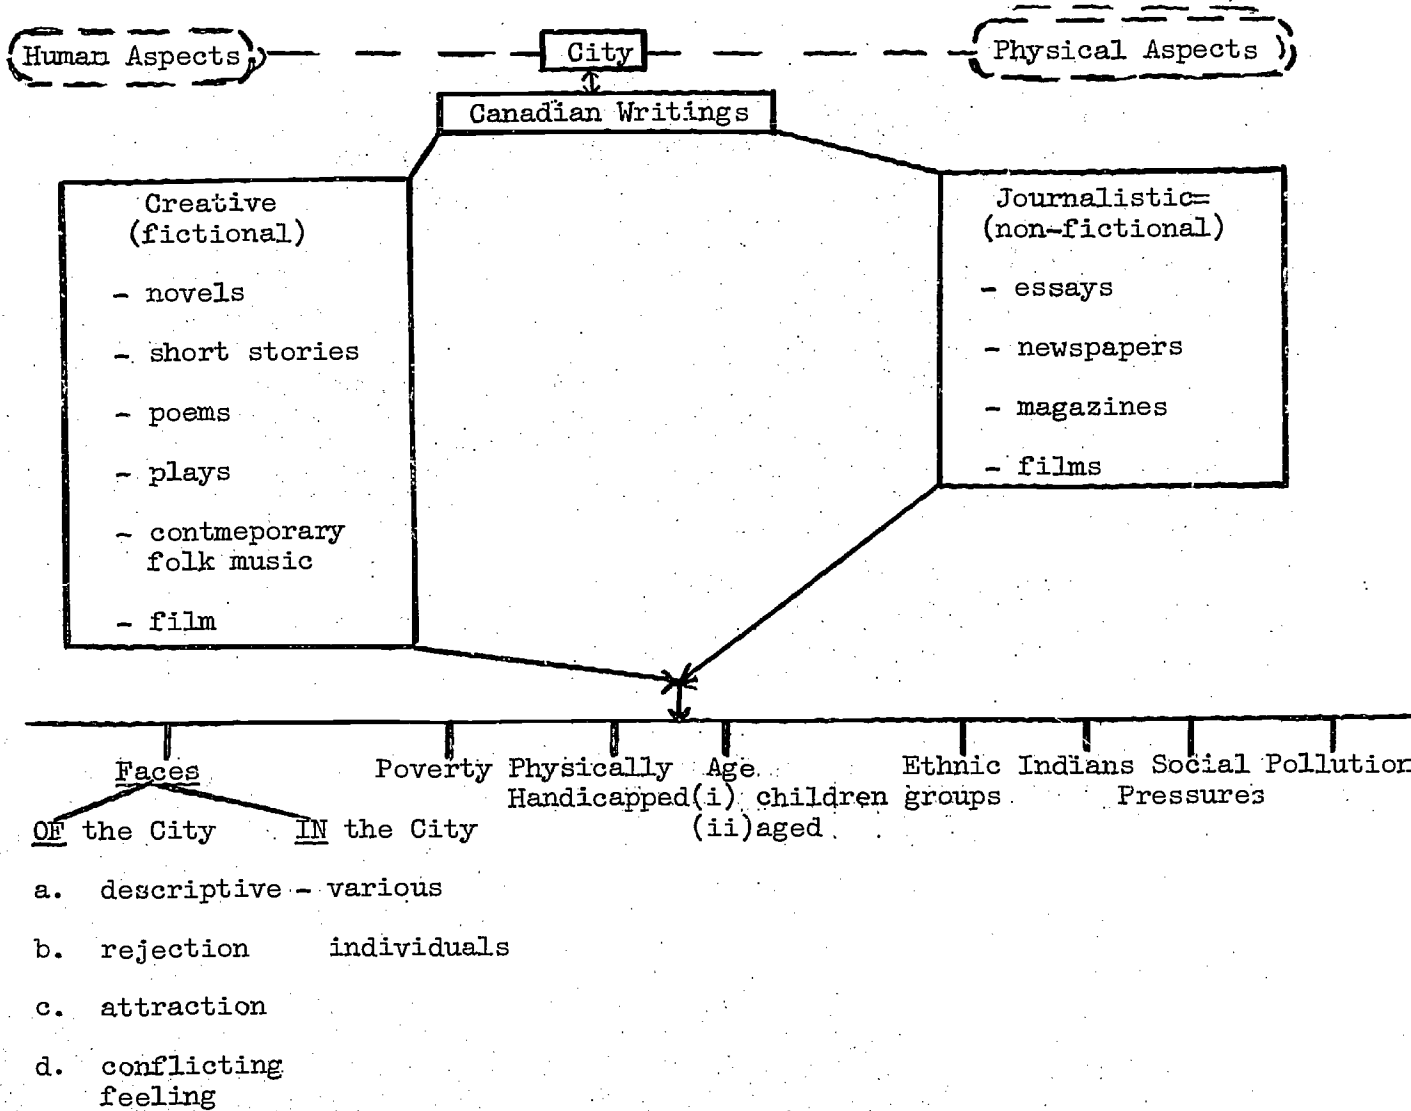 Human Aspects
City
Physical Aspects
Canadian Writings
Creative
(fictional)
- novels
- short stories
- poems
- plays
- contmeporary
folk music
- film
Journalistic=
(non-fictional)
- essays
- newspapers
- magazines
- films
Faces
OF the City
IN the City
Poverty
Physically
Handicapped
Age
(i) children
(ii)aged
Ethnic
groups
Indians
Social
Pressures
Pollution
a. descriptive - various
b. rejection individuals
c. attraction
d. conflicting
feeling